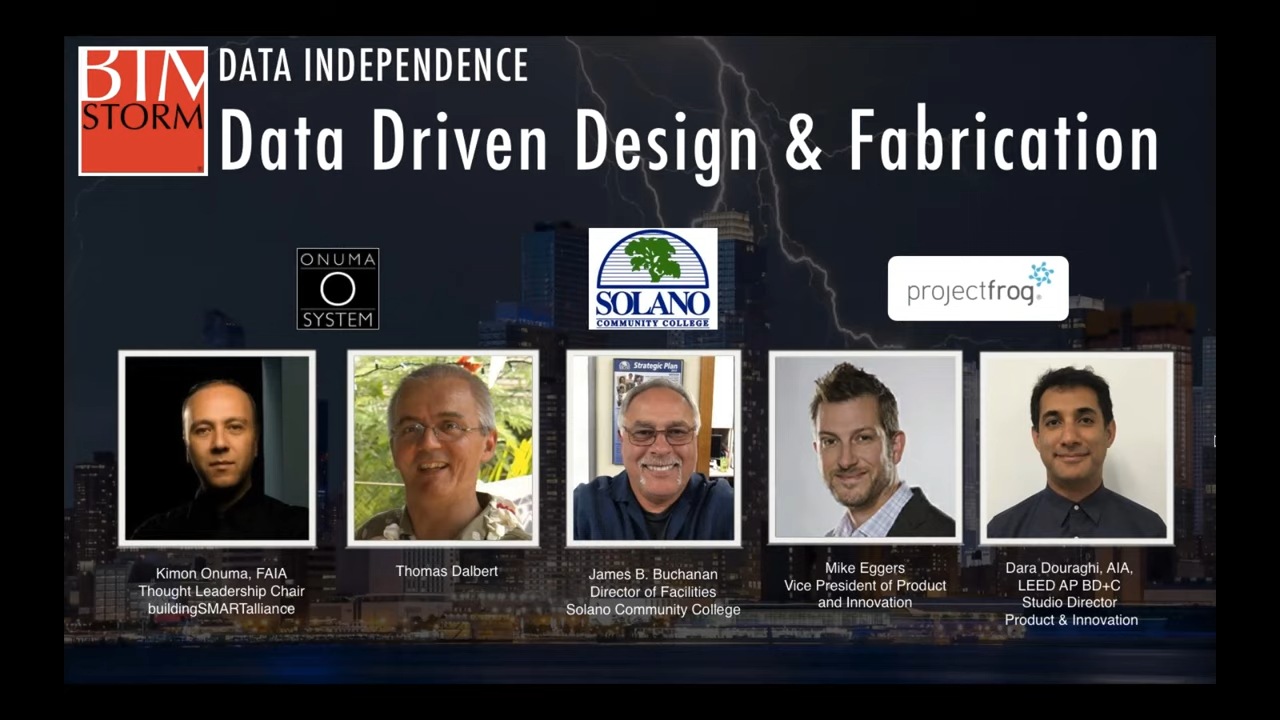 BIM
STORM
DATA INDEPENDENCE
Data Driven Design & Fabrication
ONUMA
SYSTEM
SOLANO
COMMUNITY COLLEGE
projectfrog
Strategic Plan
Kimon Onuma, FAIA
Thought Leadership Chair
buildingSMARTalliance
Thomas Dalbert
James B. Buchanan
Director of Facilities
Solano Community College
Mike Eggers
Vice President of Product
and Innovation
Dara Douraghi, AIA,
LEED AP BD+C
Studio Director
Product & Innovation